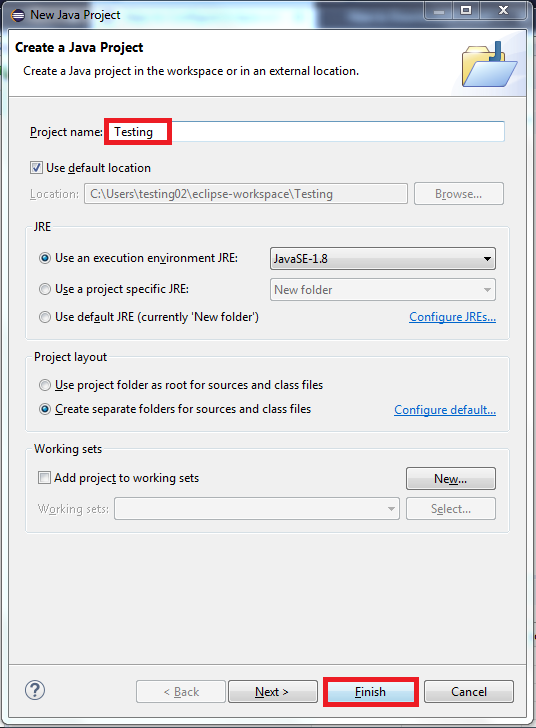 New Java Project
Create a Java Project
Create a Java project in the workspace or in an external location.
Project name: Testing
Use default location
Location: C:\Users\testing02\eclipse-workspace\Testing Browse...
JRE
Use an execution environment JRE: JavaSE-1.8
Use a project specific JRE: New folder
Use default JRE (currently 'New folder') Configure JREs...
Project layout
Use project folder as root for sources and class files
Create separate folders for sources and class files Configure default...
Working sets
Add project to working sets New...
Working sets: Select...
? < Back Next > Finish Cancel